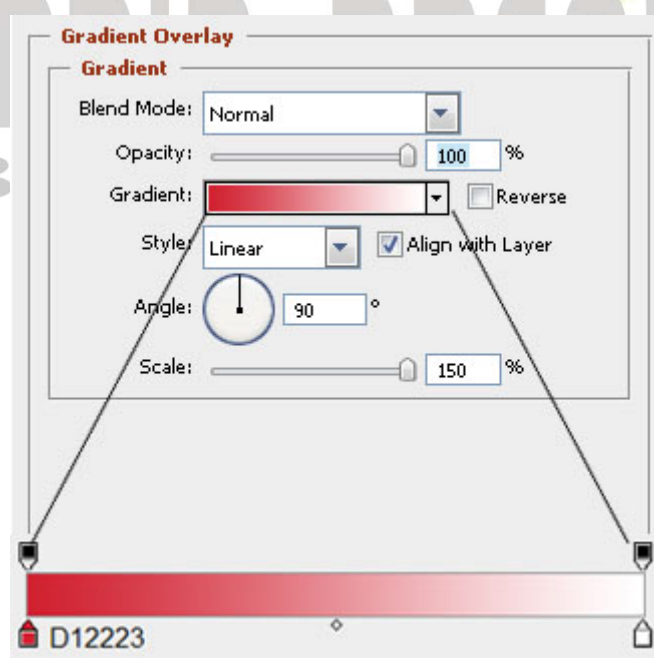 Gradient Overlay
Gradient
Blend Mode: Normal
Opacity: 100 %
Gradient: Reverse
Style: Linear Align with Layer
Angle: 90 °
Scale: 150 %
D12223